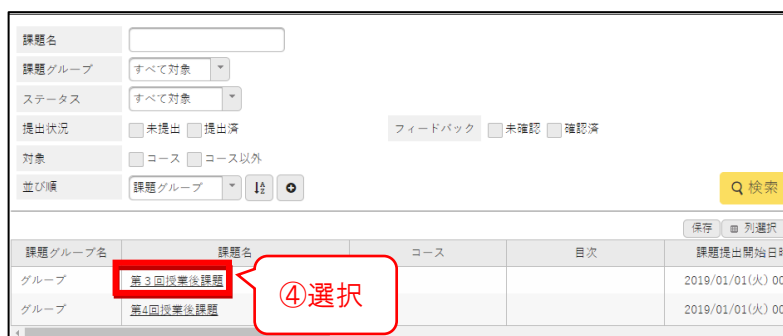 課題名
課題グループ すべて対象
ステータス すべて対象
提出状況 未提出 提出済 フィードバック 未確認 確認済
対象 コース コース以外
並び順 課題グループ
検索
保存 列選択
課題グループ名 課題名 コース 目次 課題提出開始日時
グループ 第３回授業後課題 2019/01/01(火) 00
④選択
グループ 第4回授業後課題 2019/01/01(火) 00